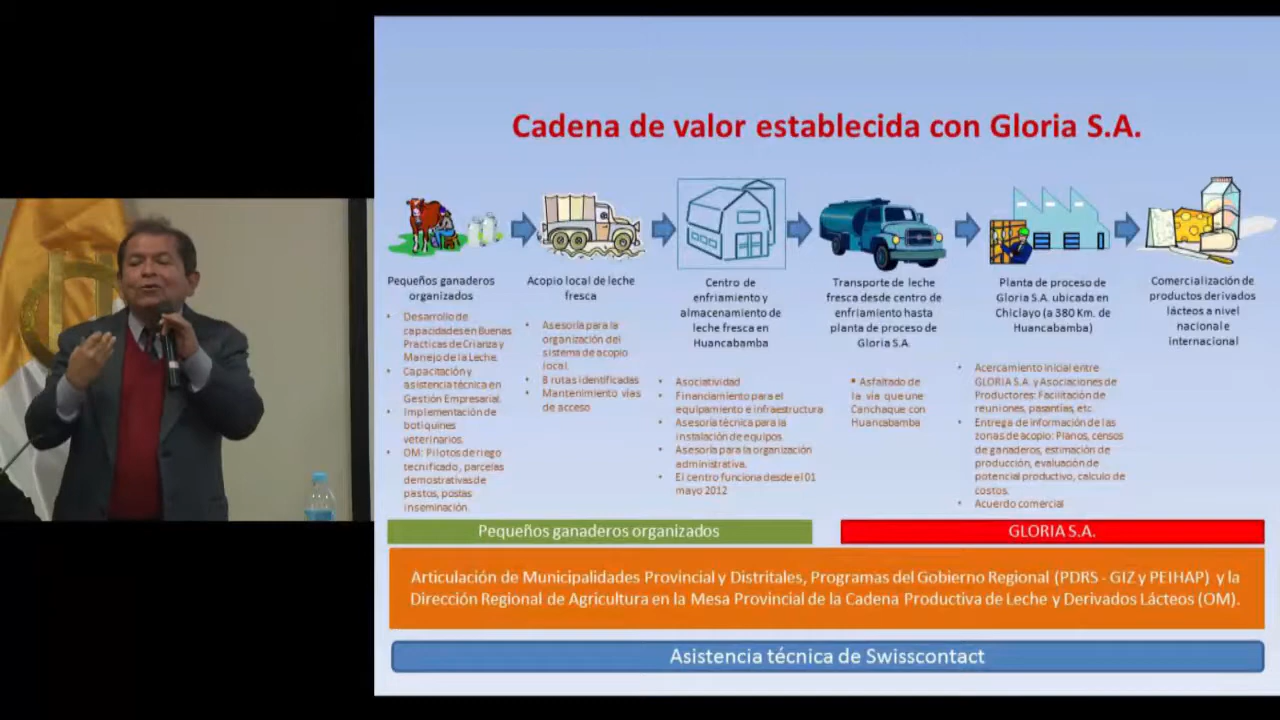 Cadena de valor establecida con Gloria S.A.
Pequeños ganaderos
organizados
• Desarrollo de
capacidades en Buenas
Practicas de Crianza y
Manejo de la Leche.
• Capacitación y
asistencia técnica en
Gestión Empresarial.
• Implementación de
botiquines
veterinarios.
• OM: Pilotos de riego
tecnificado, parcelas
demostrativas de
pastos, postas
inseminación.
Acopio local de leche
fresca
• Asesoría para la
organización del
sistema de acopio
local.
• 8 rutas identificadas
• Mantenimiento vías
de acceso
Centro de
enfriamiento y
almacenamiento de
leche fresca en
Huancabamba
• Asociatividad
• Financiamiento para el
equipamiento e infraestructura
• Asesoría técnica para la
instalación de equipos.
• Asesoría para la organización
administrativa.
• El centro funciona desde el 01
mayo 2012
Transporte de leche
fresca desde centro de
enfriamiento hasta
planta de proceso de
Gloria S.A.
• Asfaltado de
la vía que une
Canchaque con
Huancabamba
Planta de proceso de
Gloria S.A. ubicada en
Chiclayo (a 380 Km. de
Huancabamba)
• Acercamiento inicial entre
GLORIA S.A. y Asociaciones de
Productores: Facilitación de
reuniones, pasantías, etc.
• Entrega de información de las
zonas de acopio: Planos, censos
de ganaderos, estimación de
producción, evaluación de
potencial productivo, calculo de
costos.
• Acuerdo comercial
Comercialización de
productos derivados
lácteos a nivel
nacional e
internacional
Pequeños ganaderos organizados
GLORIA S.A.
Articulación de Municipalidades Provincial y Distritales, Programas del Gobierno Regional (PDRS - GIZ y PEIHAP) y la
Dirección Regional de Agricultura en la Mesa Provincial de la Cadena Productiva de Leche y Derivados Lácteos (OM).
Asistencia técnica de Swisscontact